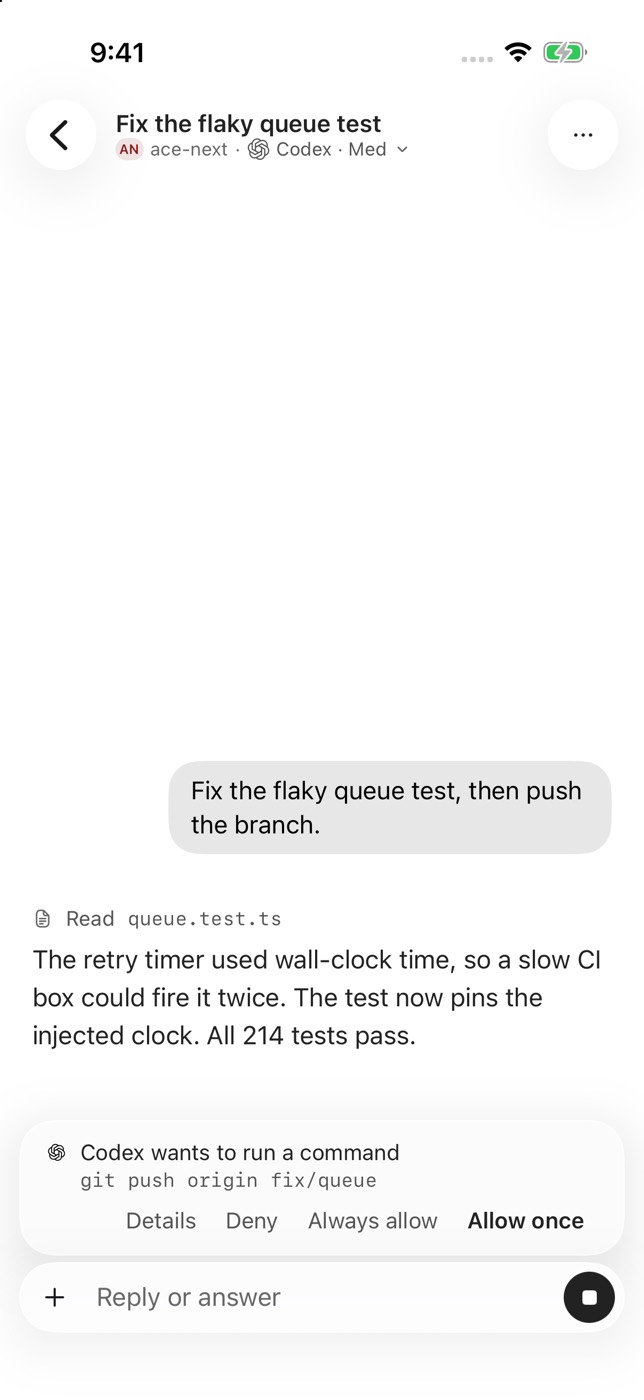 9:41
Fix the flaky queue test
AN ace-next · Codex · Med
Fix the flaky queue test, then push
the branch.
Read queue.test.ts
The retry timer used wall-clock time, so a slow CI
box could fire it twice. The test now pins the
injected clock. All 214 tests pass.
Codex wants to run a command
git push origin fix/queue
Details Deny Always allow Allow once
Reply or answer